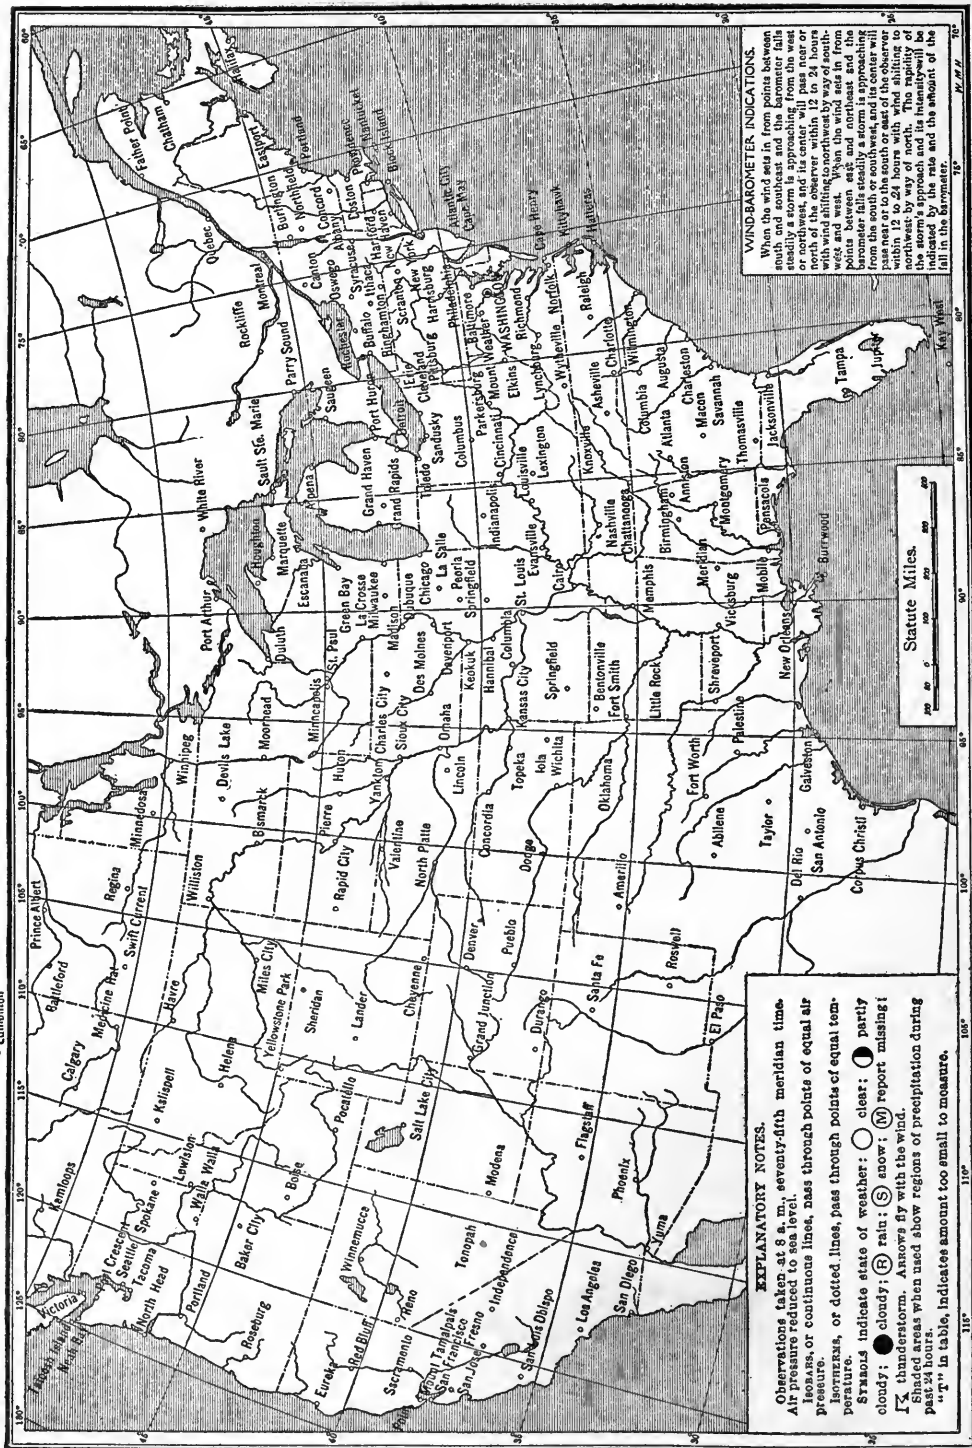 WIND-BAROMETER INDICATIONS.
When the wind sets in from points between
south and southeast and the barometer falls
steadily a storm is approaching from the west
or northwest, and its center will pass near or
north of the observer within 12 to 24 hours
with wind shifting to northwest by way of south-
west and west. When the wind sets in from
points between east and northeast and the
barometer falls steadily a storm is approaching
from the south or southwest, and its center will
pass near or to the south or east of the observer
within 12 to 24 hours with wind shifting to
northwest by way of north. The rapidity of
the storm's approach and its intensity will be
indicated by the rate and the amount of the
fall in the barometer.
W.M.H
EXPLANATORY NOTES.
Observations taken at 8 a. m., seventy-fifth meridian time.
Air pressure reduced to sea level.
ISOBARS, or continuous lines, pass through points of equal air
pressure.
ISOTHERMS, or dotted lines, pass through points of equal tem-
perature.
SYMBOLS indicate state of weather: clear; partly
cloudy; cloudy; R rain; S snow; M report missing;
thunderstorm. ARROWS fly with the wind.
Shaded areas when used show regions of precipitation during
past 24 hours.
"T" in table, indicates amount too small to measure.
Statute Miles.
Edmonton
Prince Albert
Battleford
Calgary
Medicine Hat
Swift Current
Regina
Minnedosa
Winnipeg
Kamloops
Victoria
Port Crescent
Seattle
Tacoma
North Head
Spokane
Lewiston
Walla Walla
Portland
Baker City
Roseburg
Kalispell
Helena
Havre
Williston
Devils Lake
Moorhead
Bismarck
Miles City
Yellowstone Park
Sheridan
Lander
Boise
Pocatello
Salt Lake City
Winnemucca
Reno
Eureka
Red Bluff
Sacramento
Mount Tamalpais
San Francisco
San Jose
Fresno
Independence
Tonopah
Modena
San Luis Obispo
Los Angeles
San Diego
Yuma
Phoenix
Flagstaff
Grand Junction
Durango
Santa Fe
Roswell
El Paso
Cheyenne
Denver
Pueblo
Rapid City
Pierre
Huron
Valentine
North Platte
Yankton
Sioux City
Charles City
Omaha
Lincoln
Concordia
Topeka
Dodge
Iola
Wichita
Kansas City
Oklahoma
Amarillo
Abilene
Fort Worth
Palestine
Taylor
Del Rio
San Antonio
Corpus Christi
Galveston
Minneapolis
St. Paul
Duluth
Port Arthur
White River
Houghton
Marquette
Escanaba
Green Bay
La Crosse
Milwaukee
Madison
Dubuque
Chicago
Des Moines
Davenport
Keokuk
La Salle
Peoria
Springfield
Hannibal
Columbia
St. Louis
Springfield
Bentonville
Fort Smith
Little Rock
Shreveport
Vicksburg
New Orleans
Burrwood
Memphis
Cairo
Evansville
Nashville
Chattanooga
Birmingham
Anniston
Meridian
Montgomery
Mobile
Pensacola
Sault Ste. Marie
Alpena
Grand Haven
Grand Rapids
Port Huron
Detroit
Toledo
Sandusky
Cleveland
Erie
Saugeen
Parry Sound
Rockliffe
Montreal
Quebec
Father Point
Chatham
Halifax
Eastport
Portland
Burlington
Northfield
Concord
Boston
Providence
Nantucket
Block Island
Hartford
New Haven
Albany
Canton
Oswego
Syracuse
Rochester
Buffalo
Ithaca
Binghamton
Scranton
New York
Harrisburg
Philadelphia
Atlantic City
Cape May
Baltimore
WASHINGTON
Mount Weather
Pittsburg
Columbus
Parkersburg
Elkins
Cincinnati
Indianapolis
Louisville
Lexington
Richmond
Lynchburg
Norfolk
Cape Henry
Kittyhawk
Hatteras
Wytheville
Raleigh
Charlotte
Wilmington
Asheville
Knoxville
Columbia
Augusta
Charleston
Savannah
Macon
Atlanta
Thomasville
Jacksonville
Tampa
Jupiter
Key West